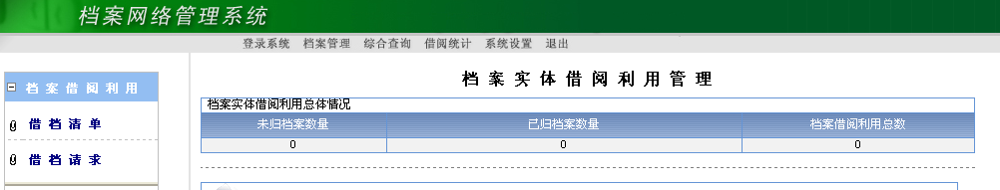 档案网络管理系统
登录系统 档案管理 综合查询 借阅统计 系统设置 退出
档案借阅利用
借档清单
借档请求
档案实体借阅利用管理
档案实体借阅利用总体情况
未归档案数量 已归档案数量 档案借阅利用总数
0 0 0